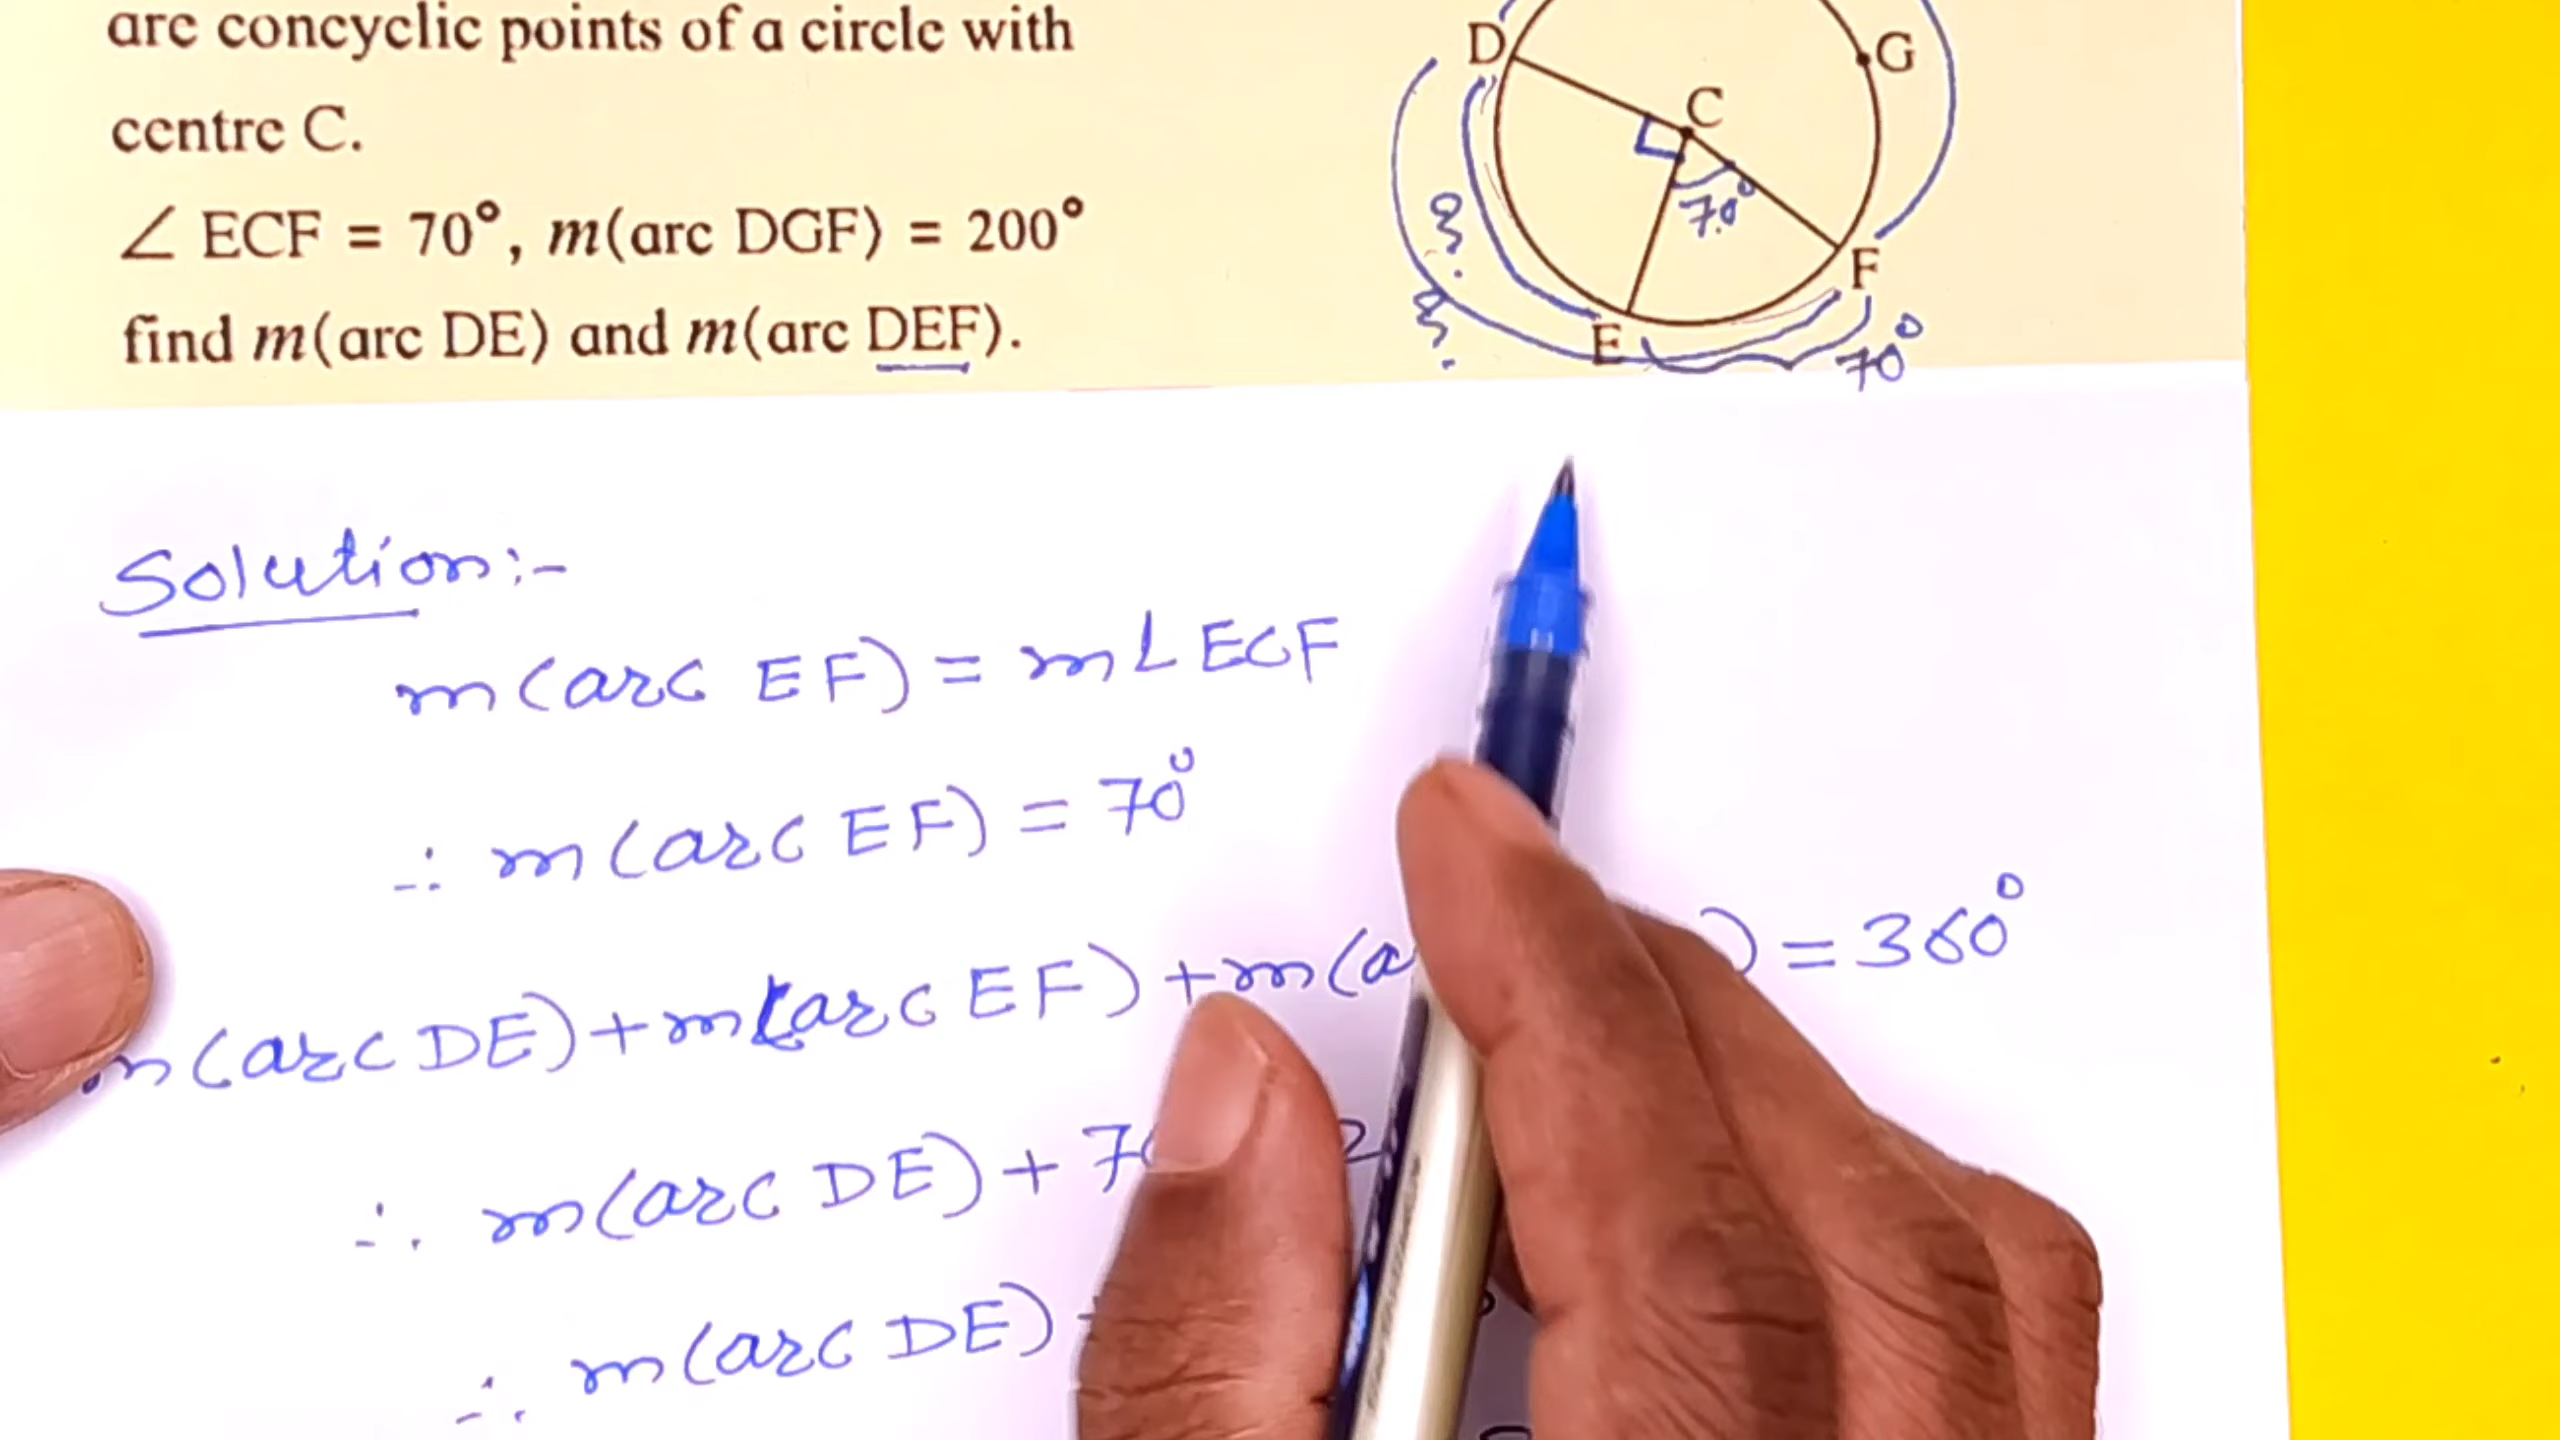 are concyclic points of a circle with
centre C.
∠ ECF = 70°, m(arc DGF) = 200°
find m(arc DE) and m(arc DEF).
D
G
C
70°
F
E
70°
Solution:-
m(arc EF) = m∠ECF
∴ m(arc EF) = 70°
m(arc DE) + m(arc EF) + m(a ) = 360°
∴ m(arc DE) + 7
∴ m(arc DE)